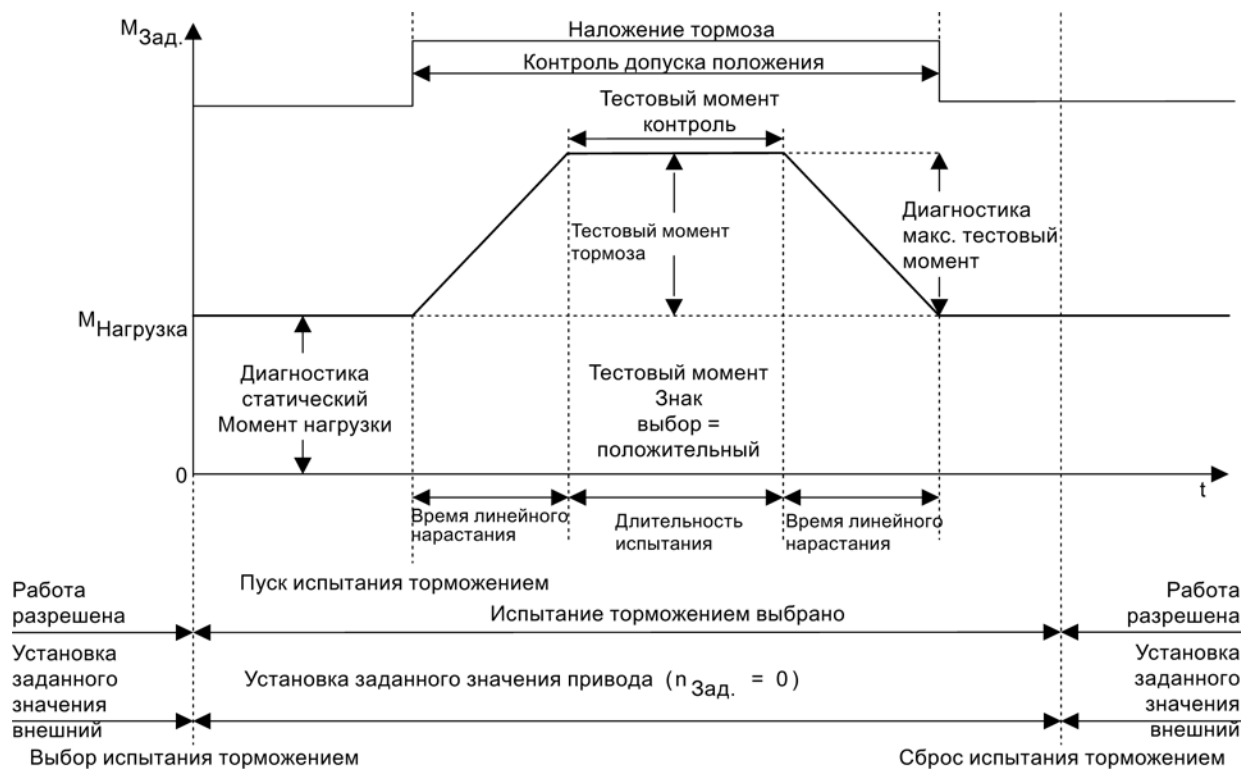 M Зад.
Наложение тормоза
Контроль допуска положения
Тестовый момент
контроль
Тестовый момент
тормоза
Диагностика
макс. тестовый
момент
M Нагрузка
Диагностика
статический
Момент нагрузки
Тестовый момент
Знак
выбор =
положительный
0
t
Время линейного
нарастания
Длительность
испытания
Время линейного
нарастания
Пуск испытания торможением
Работа
разрешена
Испытание торможением выбрано
Работа
разрешена
Установка
заданного
значения
внешний
Установка заданного значения привода (n Зад. = 0)
Установка
заданного
значения
внешний
Выбор испытания торможением
Сброс испытания торможением